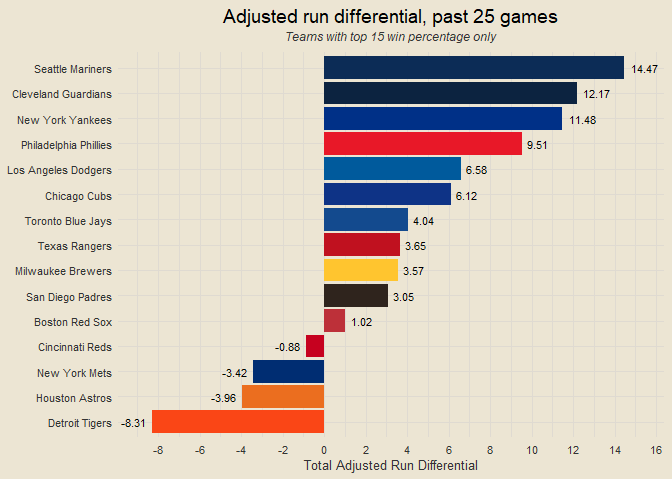 Adjusted run differential, past 25 games
Teams with top 15 win percentage only
Seattle Mariners 14.47
Cleveland Guardians 12.17
New York Yankees 11.48
Philadelphia Phillies 9.51
Los Angeles Dodgers 6.58
Chicago Cubs 6.12
Toronto Blue Jays 4.04
Texas Rangers 3.65
Milwaukee Brewers 3.57
San Diego Padres 3.05
Boston Red Sox 1.02
Cincinnati Reds -0.88
New York Mets -3.42
Houston Astros -3.96
Detroit Tigers -8.31
-8 -6 -4 -2 0 2 4 6 8 10 12 14 16
Total Adjusted Run Differential